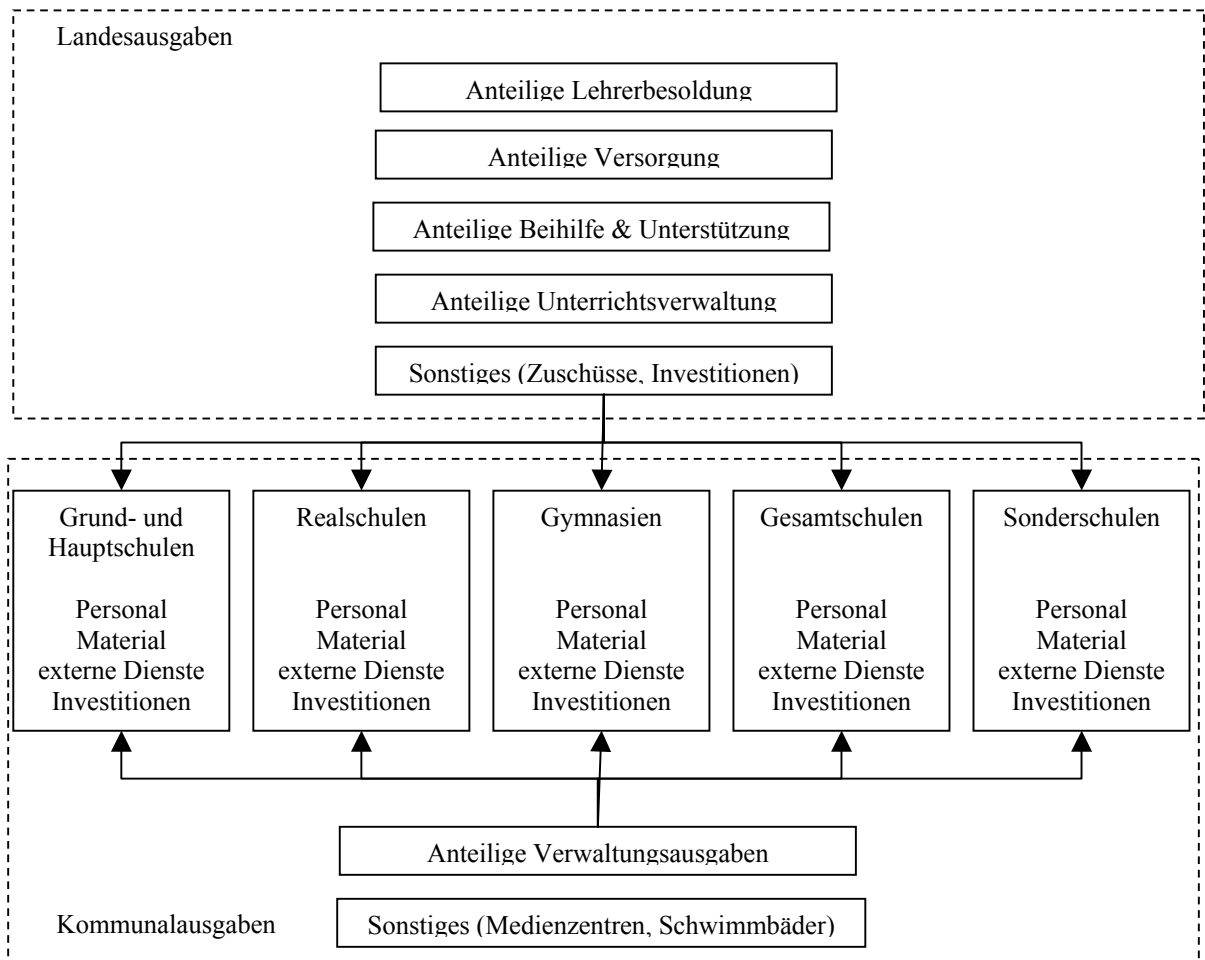 Landesausgaben
Anteilige Lehrerbesoldung
Anteilige Versorgung
Anteilige Beihilfe & Unterstützung
Anteilige Unterrichtsverwaltung
Sonstiges (Zuschüsse, Investitionen)
Grund- und
Hauptschulen
Personal
Material
externe Dienste
Investitionen
Realschulen
Personal
Material
externe Dienste
Investitionen
Gymnasien
Personal
Material
externe Dienste
Investitionen
Gesamtschulen
Personal
Material
externe Dienste
Investitionen
Sonderschulen
Personal
Material
externe Dienste
Investitionen
Anteilige Verwaltungsausgaben
Kommunalausgaben
Sonstiges (Medienzentren, Schwimmbäder)